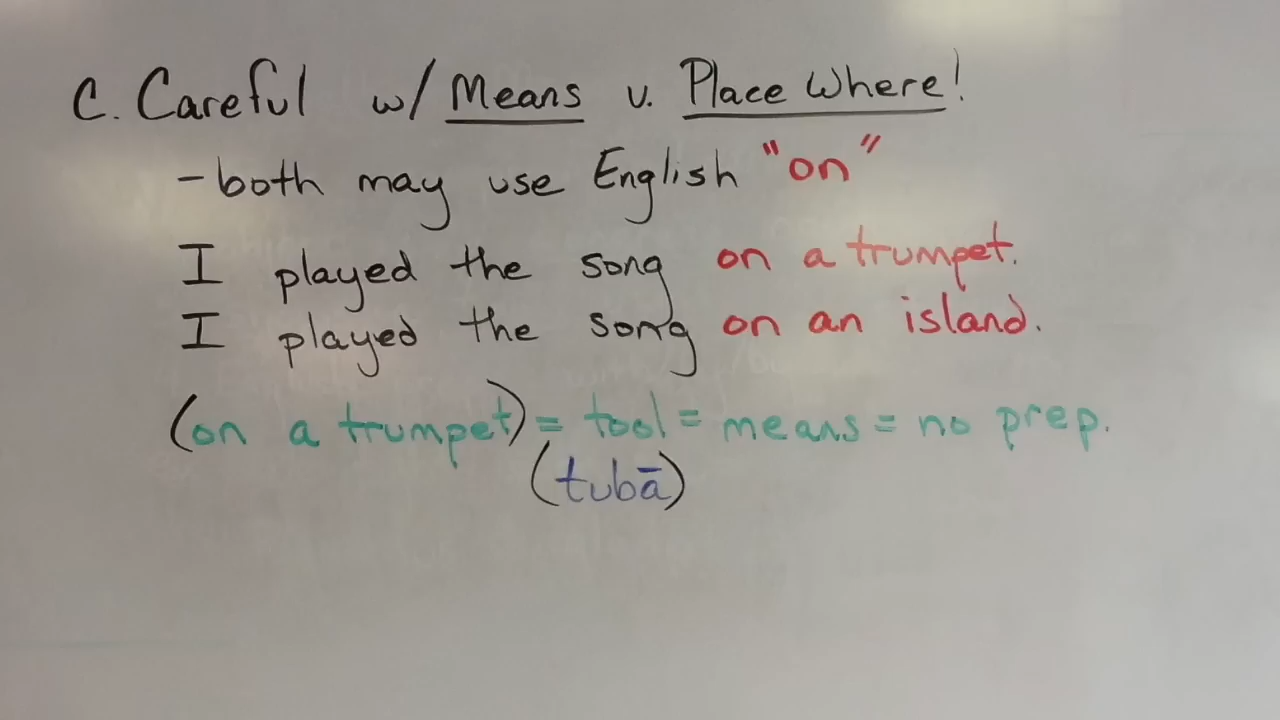 C. Careful w/ Means v. Place Where!
-both may use English "on"
I played the song on a trumpet.
I played the song on an island.
(on a trumpet) = tool = means = no prep.
(tubā)